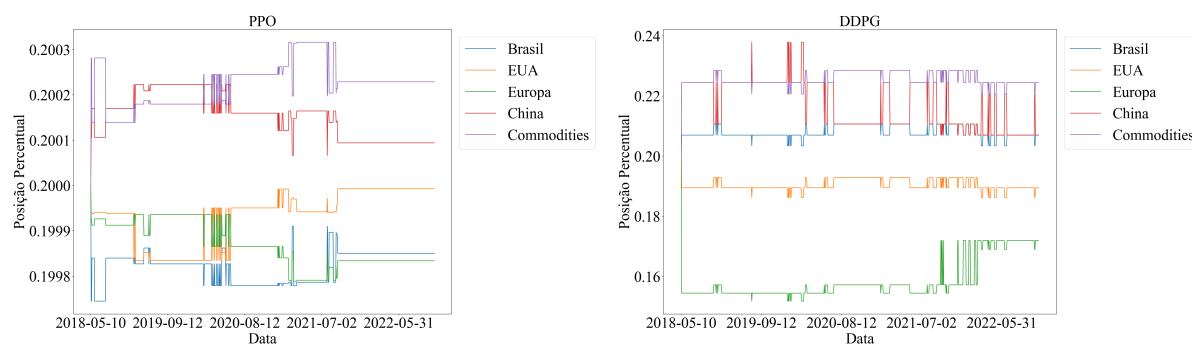 PPO
Posição Percentual
0.2003
0.2002
0.2001
0.2000
0.1999
0.1998
2018-05-10 2019-09-12 2020-08-12 2021-07-02 2022-05-31
Data
Brasil
EUA
Europa
China
Commodities
DDPG
Posição Percentual
0.24
0.22
0.20
0.18
0.16
2018-05-10 2019-09-12 2020-08-12 2021-07-02 2022-05-31
Data
Brasil
EUA
Europa
China
Commodities